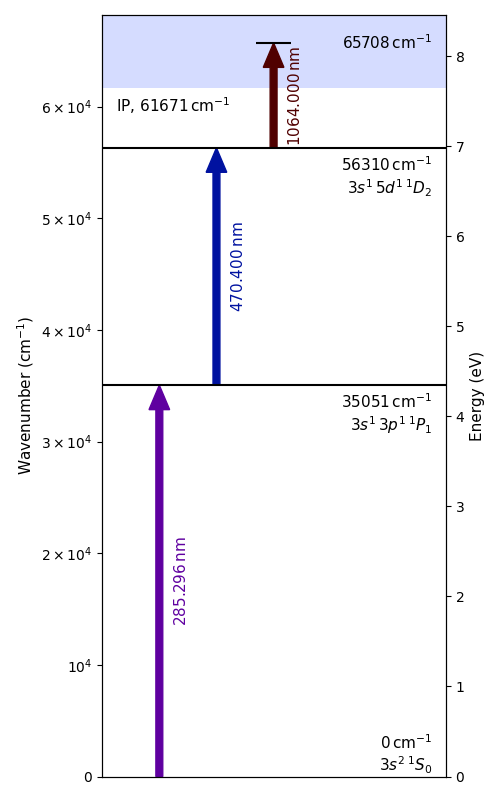 65708 cm⁻¹
1064.000 nm
IP, 61671 cm⁻¹
56310 cm⁻¹
3s¹ 5d¹ ¹D₂
470.400 nm
35051 cm⁻¹
3s¹ 3p¹ ¹P₁
285.296 nm
0 cm⁻¹
3s² ¹S₀
Wavenumber (cm⁻¹)
6 × 10⁴
5 × 10⁴
4 × 10⁴
3 × 10⁴
2 × 10⁴
10⁴
0
Energy (eV)
8
7
6
5
4
3
2
1
0